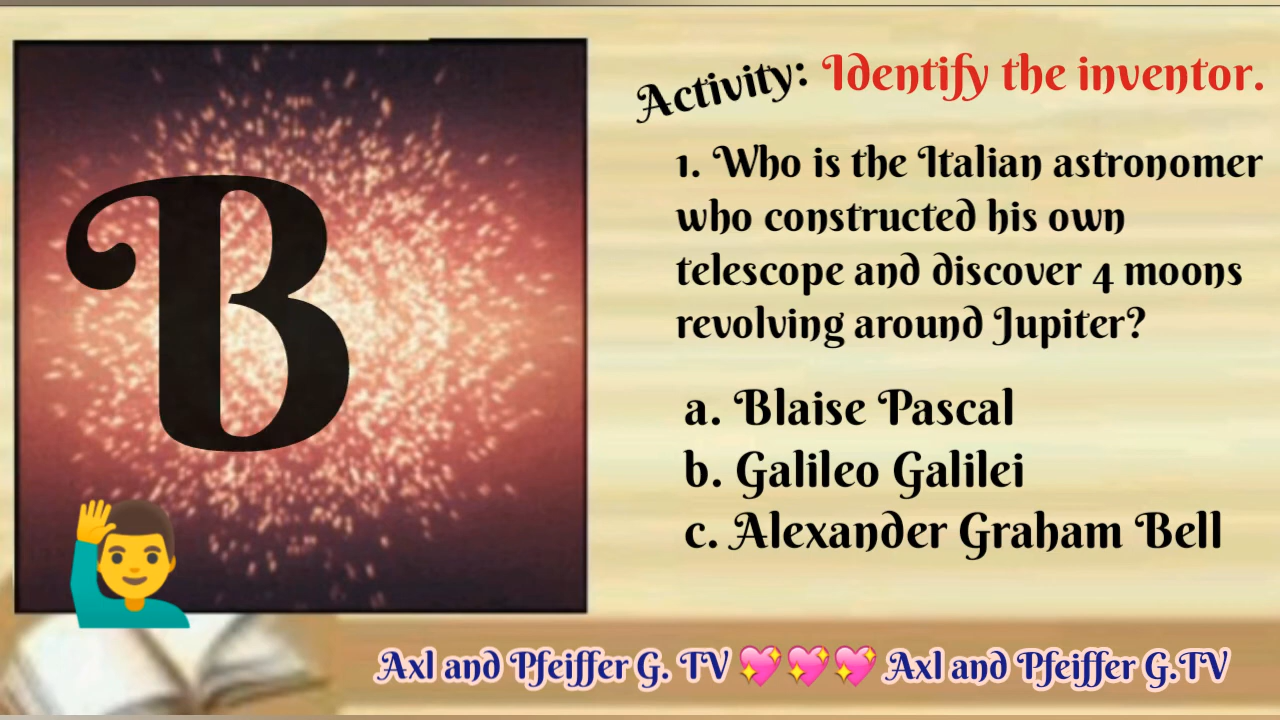 B
Activity: Identify the inventor.
1. Who is the Italian astronomer
who constructed his own
telescope and discover 4 moons
revolving around Jupiter?
a. Blaise Pascal
b. Galileo Galilei
c. Alexander Graham Bell
Axl and Pfeiffer G. TV 💖💖💖 Axl and Pfeiffer G.TV